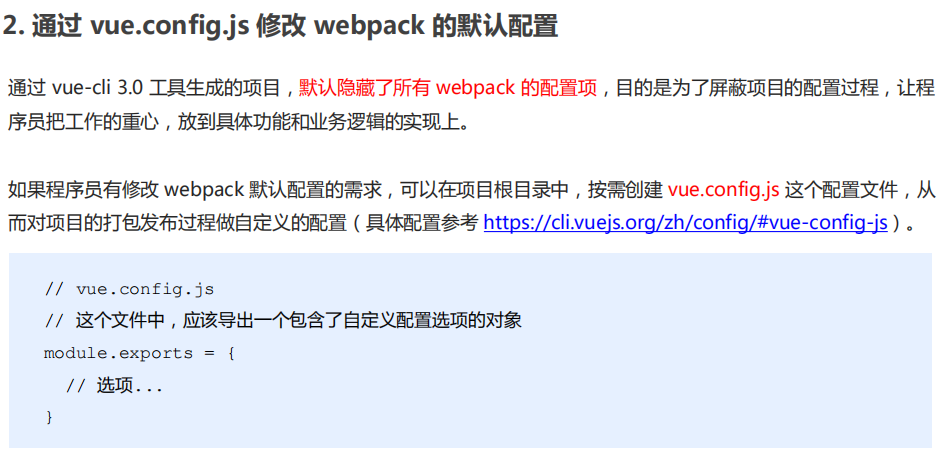 2. 通过 vue.config.js 修改 webpack 的默认配置
通过 vue-cli 3.0 工具生成的项目，默认隐藏了所有 webpack 的配置项，目的是为了屏蔽项目的配置过程，让程
序员把工作的重心，放到具体功能和业务逻辑的实现上。
如果程序员有修改 webpack 默认配置的需求，可以在项目根目录中，按需创建 vue.config.js 这个配置文件，从
而对项目的打包发布过程做自定义的配置（具体配置参考 https://cli.vuejs.org/zh/config/#vue-config-js）。
// vue.config.js
// 这个文件中，应该导出一个包含了自定义配置选项的对象
module.exports = {
  // 选项...
}